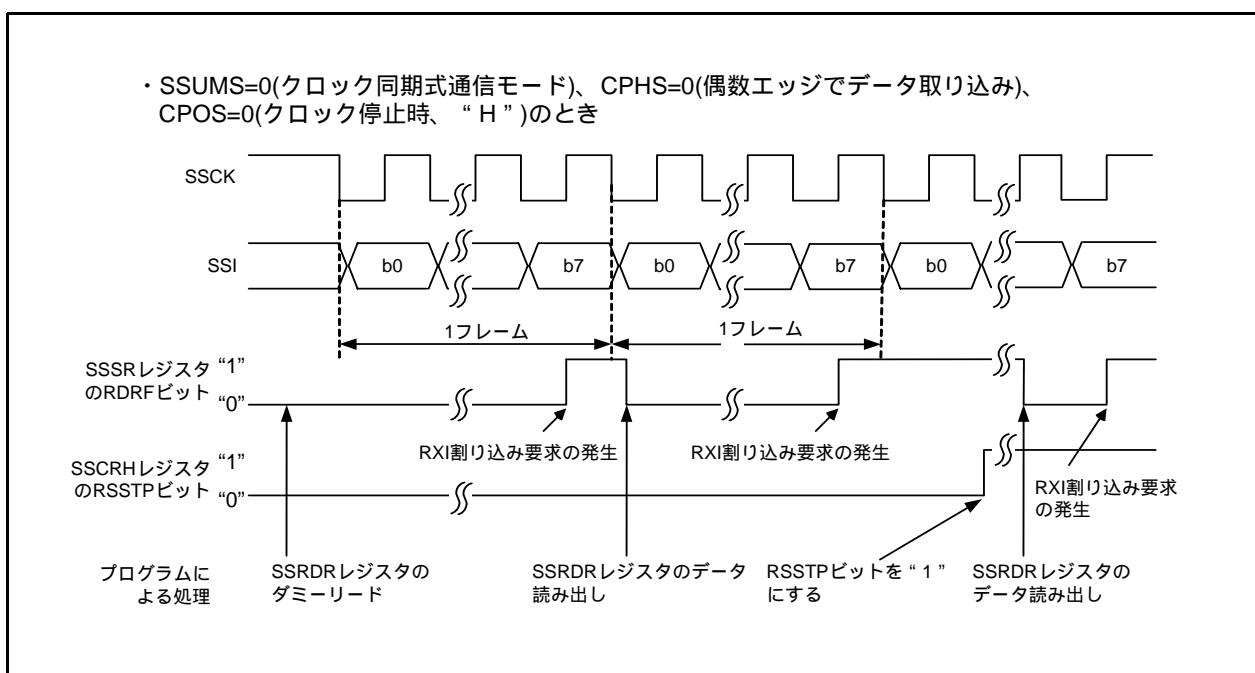 ・SSUMS=0(クロック同期式通信モード)、CPHS=0(偶数エッジでデータ取り込み)、
CPOS=0(クロック停止時、“H”)のとき
SSCK
SSI
b0
b7
b0
b7
b0
b7
1フレーム
1フレーム
SSSRレジスタ
のRDRFビット
“1”
“0”
RXI割り込み要求の発生
RXI割り込み要求の発生
RXI割り込み要求
の発生
SSCRHレジスタ
のRSSTPビット
“1”
“0”
プログラムに
よる処理
SSRDRレジスタの
ダミーリード
SSRDRレジスタのデータ
読み出し
RSSTPビットを“1”
にする
SSRDRレジスタの
データ読み出し